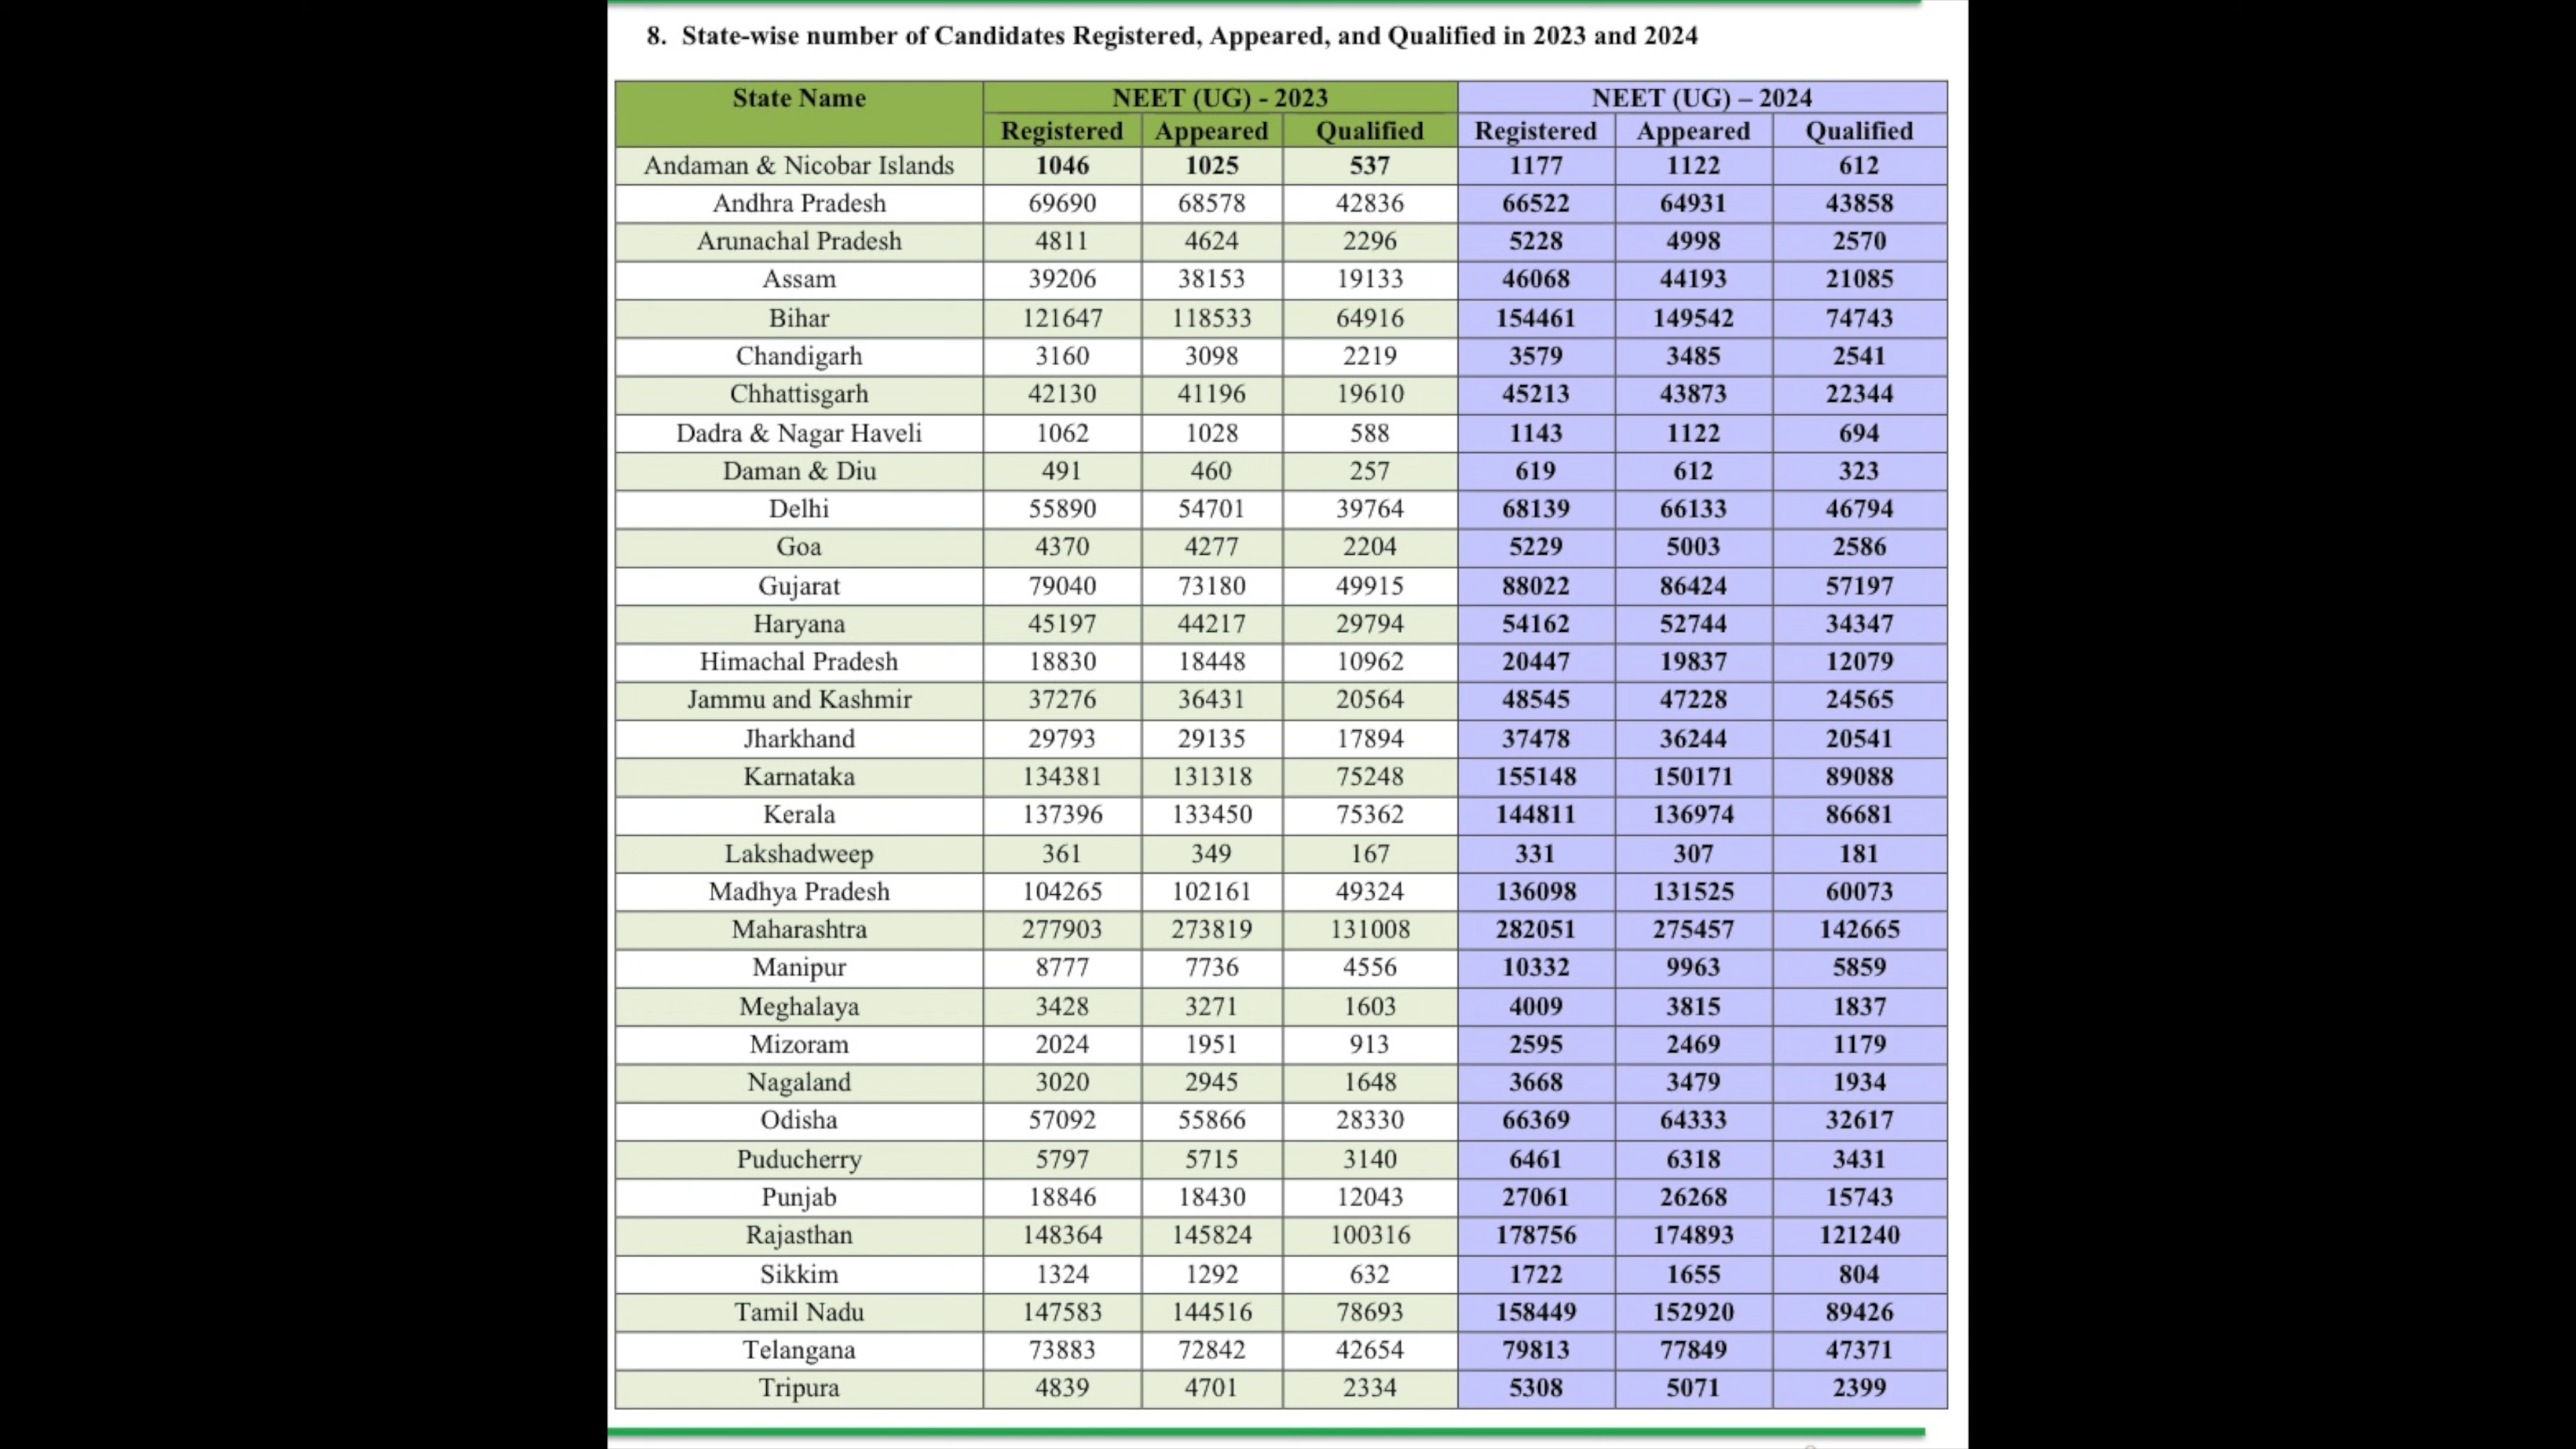 8. State-wise number of Candidates Registered, Appeared, and Qualified in 2023 and 2024
State Name NEET (UG) - 2023 NEET (UG) – 2024
Registered Appeared Qualified Registered Appeared Qualified
Andaman & Nicobar Islands 1046 1025 537 1177 1122 612
Andhra Pradesh 69690 68578 42836 66522 64931 43858
Arunachal Pradesh 4811 4624 2296 5228 4998 2570
Assam 39206 38153 19133 46068 44193 21085
Bihar 121647 118533 64916 154461 149542 74743
Chandigarh 3160 3098 2219 3579 3485 2541
Chhattisgarh 42130 41196 19610 45213 43873 22344
Dadra & Nagar Haveli 1062 1028 588 1143 1122 694
Daman & Diu 491 460 257 619 612 323
Delhi 55890 54701 39764 68139 66133 46794
Goa 4370 4277 2204 5229 5003 2586
Gujarat 79040 73180 49915 88022 86424 57197
Haryana 45197 44217 29794 54162 52744 34347
Himachal Pradesh 18830 18448 10962 20447 19837 12079
Jammu and Kashmir 37276 36431 20564 48545 47228 24565
Jharkhand 29793 29135 17894 37478 36244 20541
Karnataka 134381 131318 75248 155148 150171 89088
Kerala 137396 133450 75362 144811 136974 86681
Lakshadweep 361 349 167 331 307 181
Madhya Pradesh 104265 102161 49324 136098 131525 60073
Maharashtra 277903 273819 131008 282051 275457 142665
Manipur 8777 7736 4556 10332 9963 5859
Meghalaya 3428 3271 1603 4009 3815 1837
Mizoram 2024 1951 913 2595 2469 1179
Nagaland 3020 2945 1648 3668 3479 1934
Odisha 57092 55866 28330 66369 64333 32617
Puducherry 5797 5715 3140 6461 6318 3431
Punjab 18846 18430 12043 27061 26268 15743
Rajasthan 148364 145824 100316 178756 174893 121240
Sikkim 1324 1292 632 1722 1655 804
Tamil Nadu 147583 144516 78693 158449 152920 89426
Telangana 73883 72842 42654 79813 77849 47371
Tripura 4839 4701 2334 5308 5071 2399